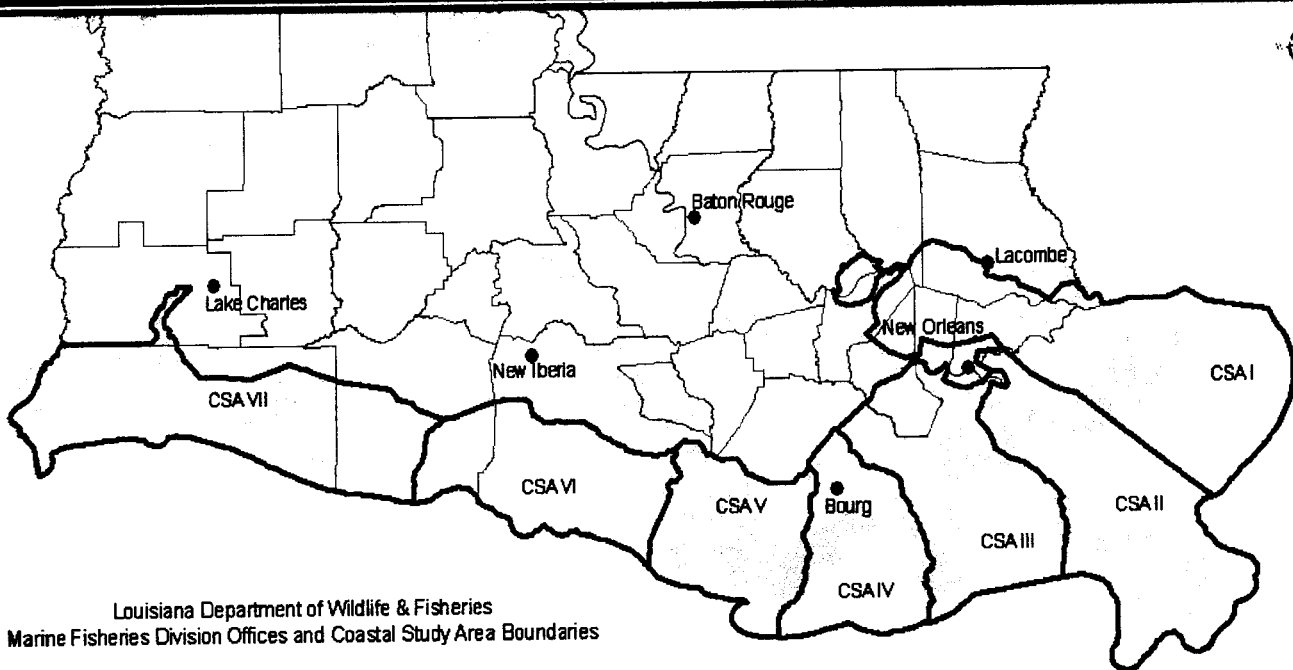 Baton Rouge
Lacombe
Lake Charles
New Orleans
New Iberia
CSA I
CSA VII
CSA VI
CSA V
Bourg
CSA II
CSA III
CSA IV
Louisiana Department of Wildlife & Fisheries
Marine Fisheries Division Offices and Coastal Study Area Boundaries